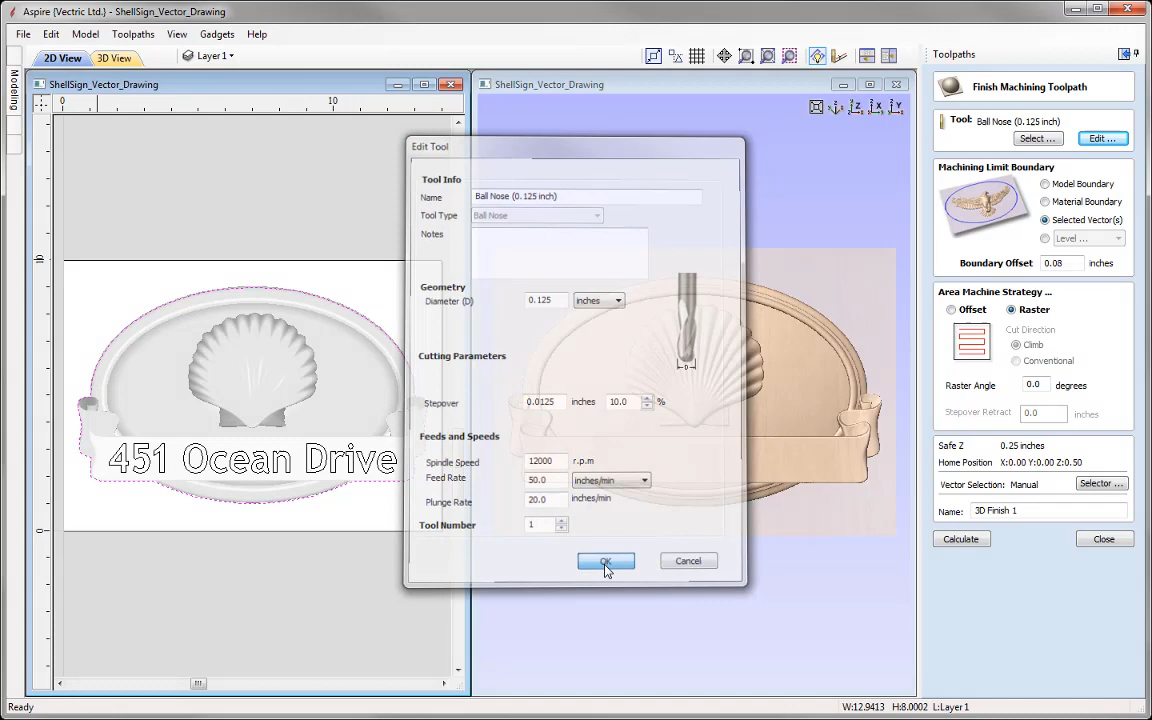 Aspire {Vectric Ltd.} - ShellSign_Vector_Drawing
File Edit Model Toolpaths View Gadgets Help
2D View 3D View Layer 1
Modeling
ShellSign_Vector_Drawing
0 10
10
0
451 Ocean Drive
ShellSign_Vector_Drawing
Z Z X Y
Edit Tool
Tool Info
Name Ball Nose (0.125 inch)
Tool Type Ball Nose
Notes
Geometry
Diameter (D) 0.125 inches
D
Cutting Parameters
Stepover 0.0125 inches 10.0 %
Feeds and Speeds
Spindle Speed 12000 r.p.m
Feed Rate 50.0 inches/min
Plunge Rate 20.0 inches/min
Tool Number 1
OK Cancel
Toolpaths
Finish Machining Toolpath
Tool: Ball Nose (0.125 inch)
Select ... Edit ...
Machining Limit Boundary
Model Boundary
Material Boundary
Selected Vector(s)
Level ...
Boundary Offset 0.08 inches
Area Machine Strategy ...
Offset Raster
Cut Direction
Climb
Conventional
Raster Angle 0.0 degrees
Stepover Retract 0.0 inches
Safe Z 0.25 inches
Home Position X:0.00 Y:0.00 Z:0.50
Vector Selection: Manual Selector ...
Name: 3D Finish 1
Calculate Close
Ready W:12.9413 H:8.0002 L:Layer 1